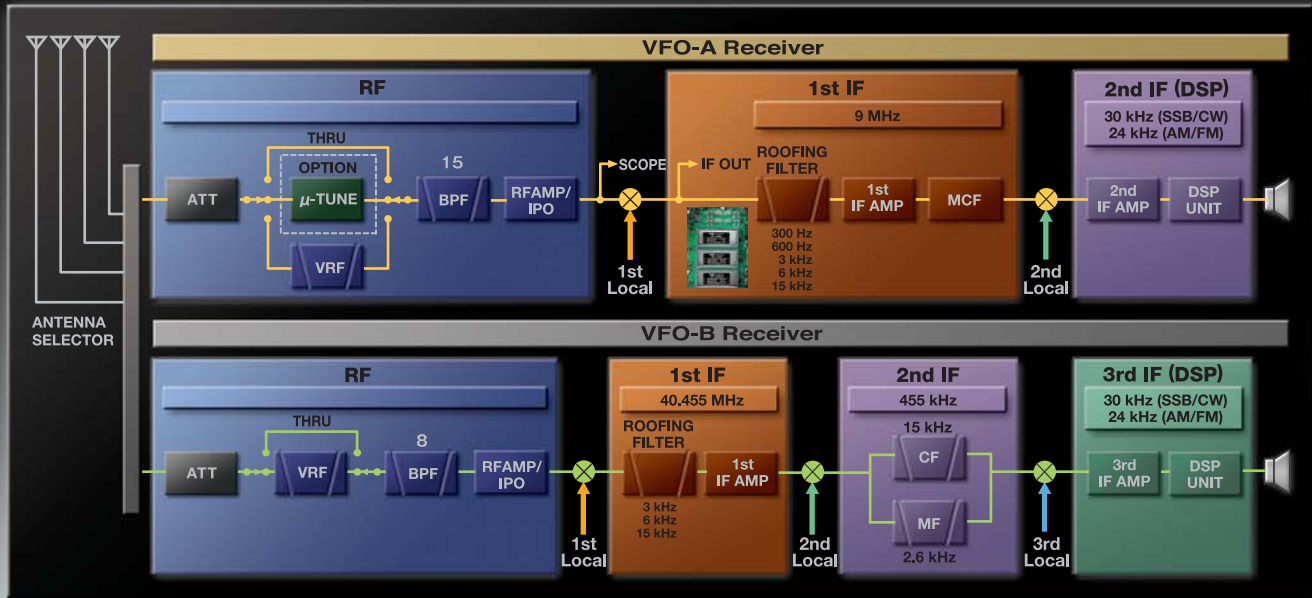 VFO-A Receiver
RF
1st IF
2nd IF (DSP)
9 MHz
30 kHz (SSB/CW)
24 kHz (AM/FM)
THRU
OPTION
15
SCOPE
IF OUT
ROOFING
FILTER
ATT
μ-TUNE
BPF
RFAMP/
IPO
1st
IF AMP
MCF
2nd
IF AMP
DSP
UNIT
VRF
300 Hz
600 Hz
3 kHz
6 kHz
15 kHz
1st
Local
2nd
Local
ANTENNA
SELECTOR
VFO-B Receiver
RF
1st IF
2nd IF
3rd IF (DSP)
40.455 MHz
455 kHz
30 kHz (SSB/CW)
24 kHz (AM/FM)
THRU
8
ROOFING
FILTER
15 kHz
CF
ATT
VRF
BPF
RFAMP/
IPO
1st
IF AMP
3rd
IF AMP
DSP
UNIT
3 kHz
6 kHz
15 kHz
MF
2.6 kHz
1st
Local
2nd
Local
3rd
Local